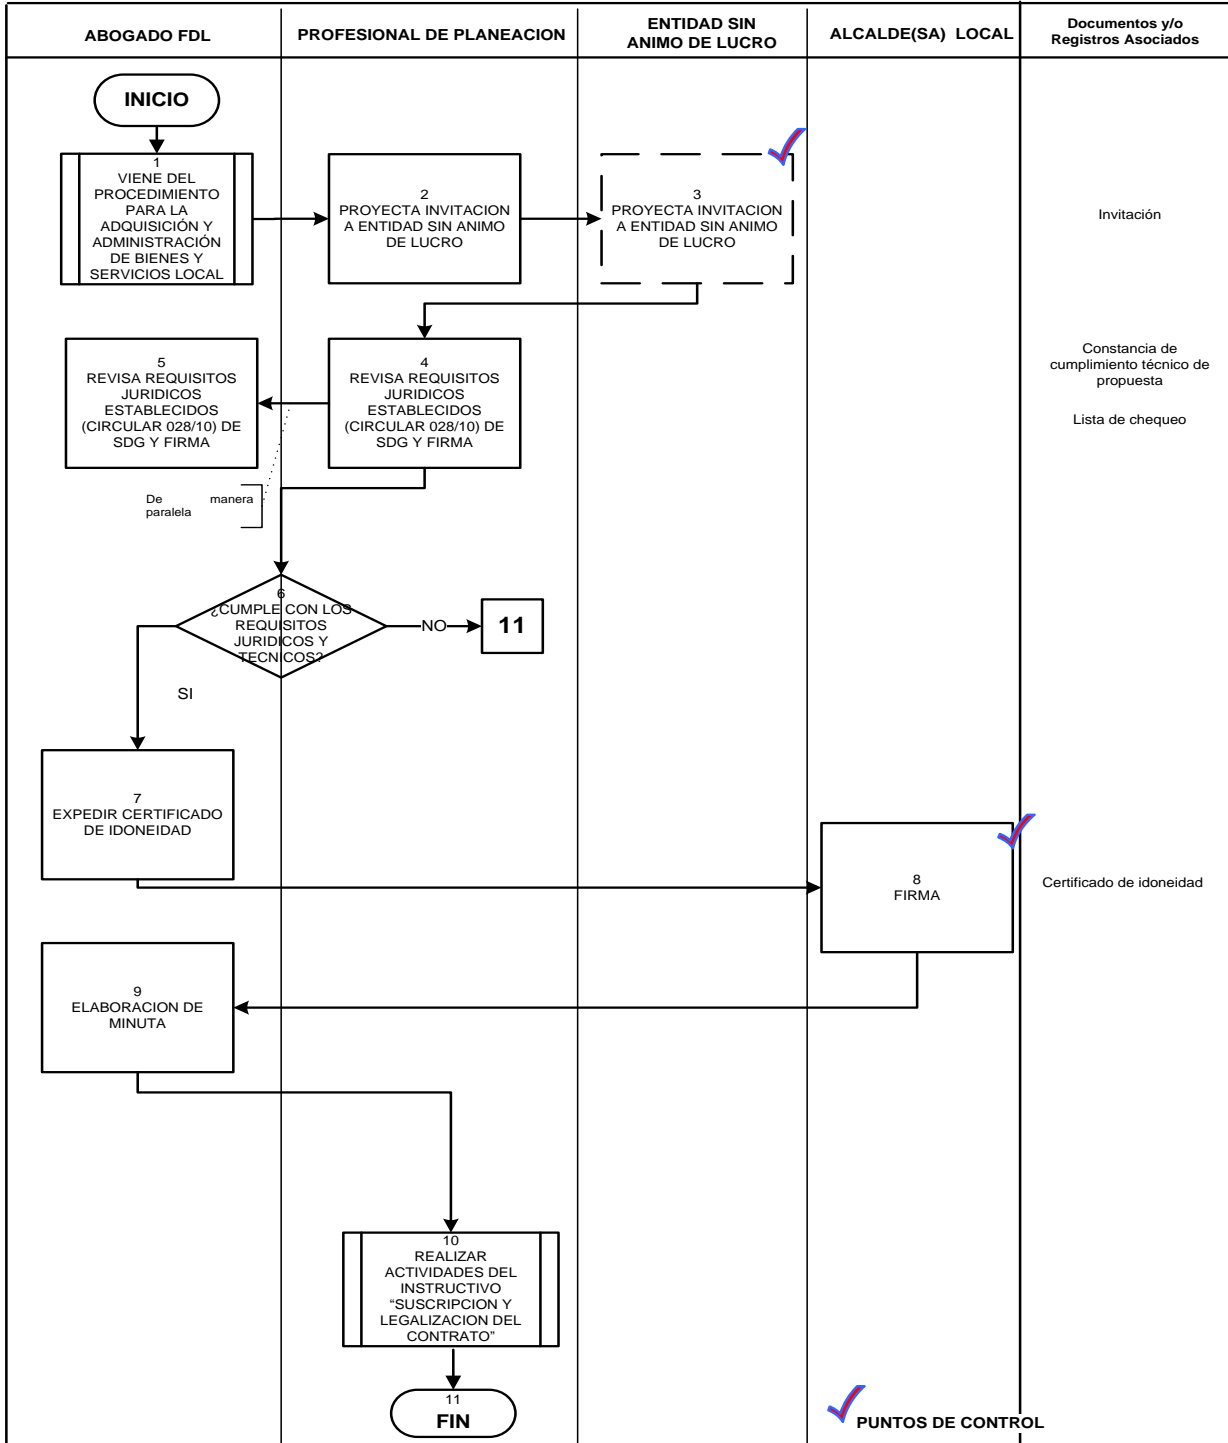 ABOGADO FDL
PROFESIONAL DE PLANEACION
ENTIDAD SIN
ANIMO DE LUCRO
ALCALDE(SA) LOCAL
Documentos y/o
Registros Asociados
INICIO
1
VIENE DEL
PROCEDIMIENTO
PARA LA
ADQUISICIÓN Y
ADMINISTRACIÓN
DE BIENES Y
SERVICIOS LOCAL
2
PROYECTA INVITACION
A ENTIDAD SIN ANIMO
DE LUCRO
3
PROYECTA INVITACION
A ENTIDAD SIN ANIMO
DE LUCRO
Invitación
5
REVISA REQUISITOS
JURIDICOS
ESTABLECIDOS
(CIRCULAR 028/10) DE
SDG Y FIRMA
4
REVISA REQUISITOS
JURIDICOS
ESTABLECIDOS
(CIRCULAR 028/10) DE
SDG Y FIRMA
Constancia de
cumplimiento técnico de
propuesta
Lista de chequeo
De manera
paralela
6
¿CUMPLE CON LOS
REQUISITOS
JURIDICOS Y
TECNICOS?
NO
11
SI
7
EXPEDIR CERTIFICADO
DE IDONEIDAD
8
FIRMA
Certificado de idoneidad
9
ELABORACION DE
MINUTA
10
REALIZAR
ACTIVIDADES DEL
INSTRUCTIVO
“SUSCRIPCION Y
LEGALIZACION DEL
CONTRATO”
11
FIN
PUNTOS DE CONTROL